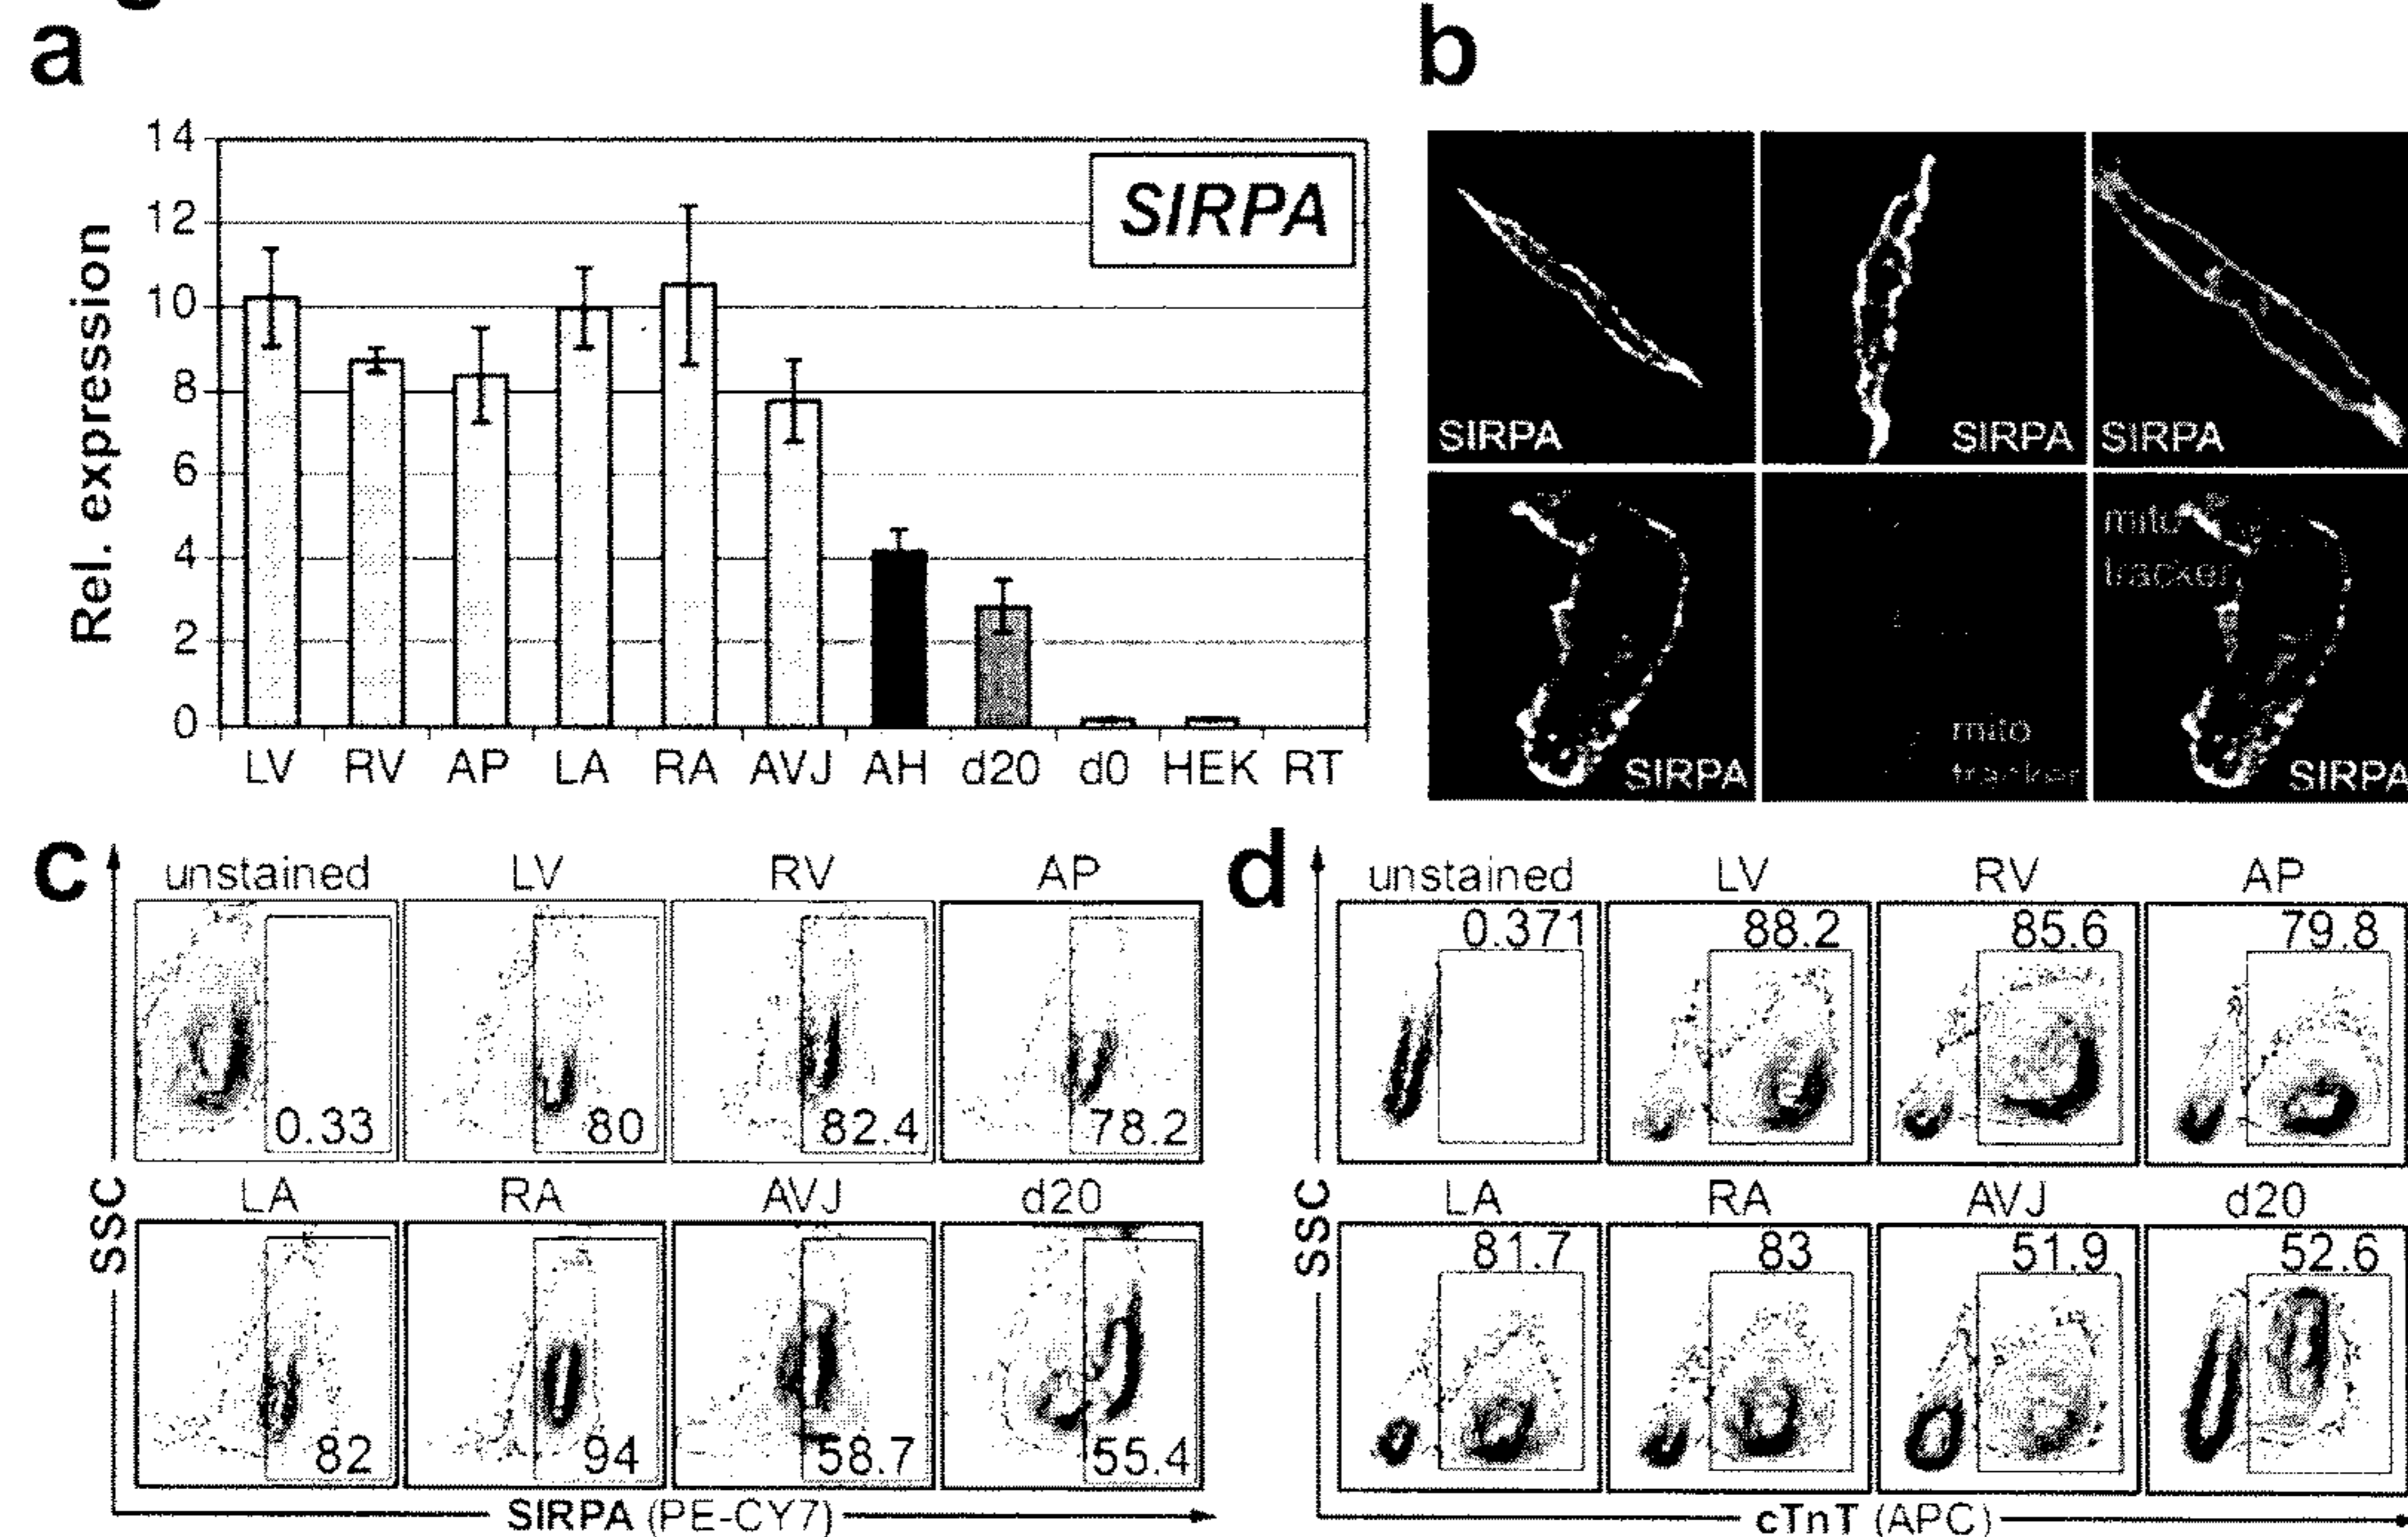 a
14
12
10
8
6
4
2
0
Rel. expression
SIRPA
LV RV AP LA RA AVJ AH d20 d0 HEK RT
b
SIRPA
SIRPA
SIRPA
SIRPA
mito
tracker
mito
tracker
SIRPA
c
unstained LV RV AP
0.33 80 82.4 78.2
LA RA AVJ d20
82 94 58.7 55.4
SSC
SIRPA (PE-CY7)
d
unstained LV RV AP
0.371 88.2 85.6 79.8
LA RA AVJ d20
81.7 83 51.9 52.6
SSC
cTnT (APC)